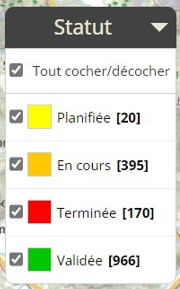 Statut
Tout cocher/décocher
Planifiée [20]
En cours [395]
Terminée [170]
Validée [966]